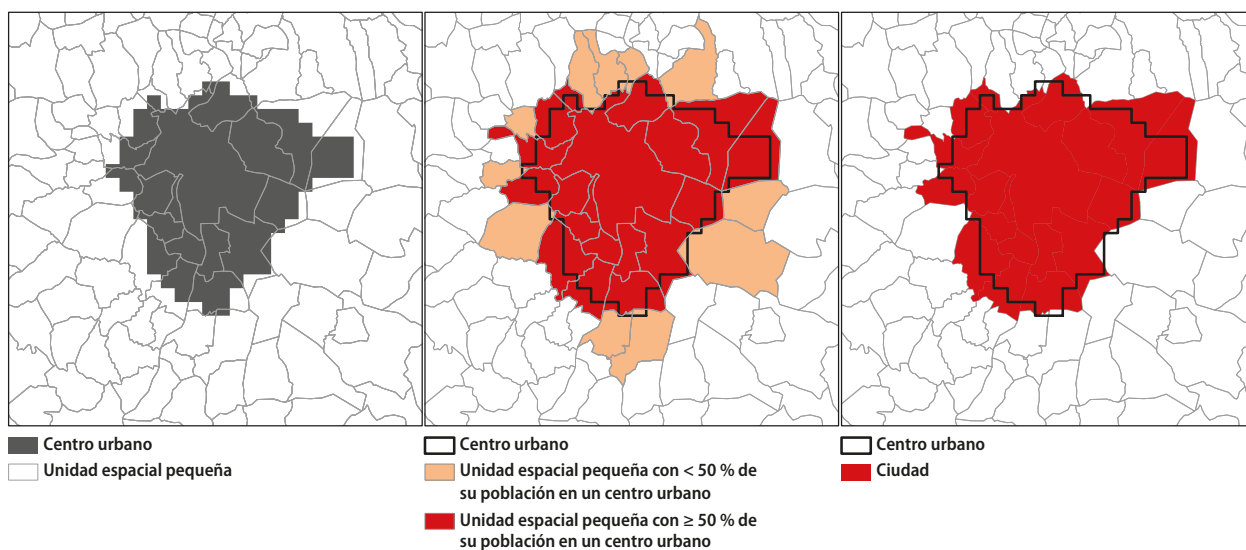 Centro urbano
Unidad espacial pequeña
Centro urbano
Unidad espacial pequeña con < 50 % de
su población en un centro urbano
Unidad espacial pequeña con ≥ 50 % de
su población en un centro urbano
Centro urbano
Ciudad